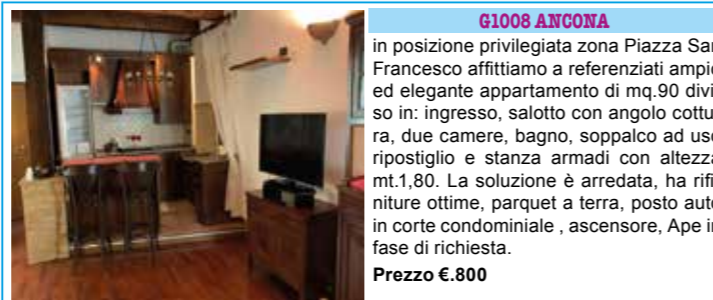 G1008 ANCONA
in posizione privilegiata zona Piazza San
Francesco affittiamo a referenziati ampio
ed elegante appartamento di mq.90 divi
so in: ingresso, salotto con angolo cottu
ra, due camere, bagno, soppalco ad uso
ripostiglio e stanza armadi con altezza
mt.1,80. La soluzione è arredata, ha rifi
niture ottime, parquet a terra, posto auto
in corte condominiale , ascensore, Ape in
fase di richiesta.
Prezzo €.800